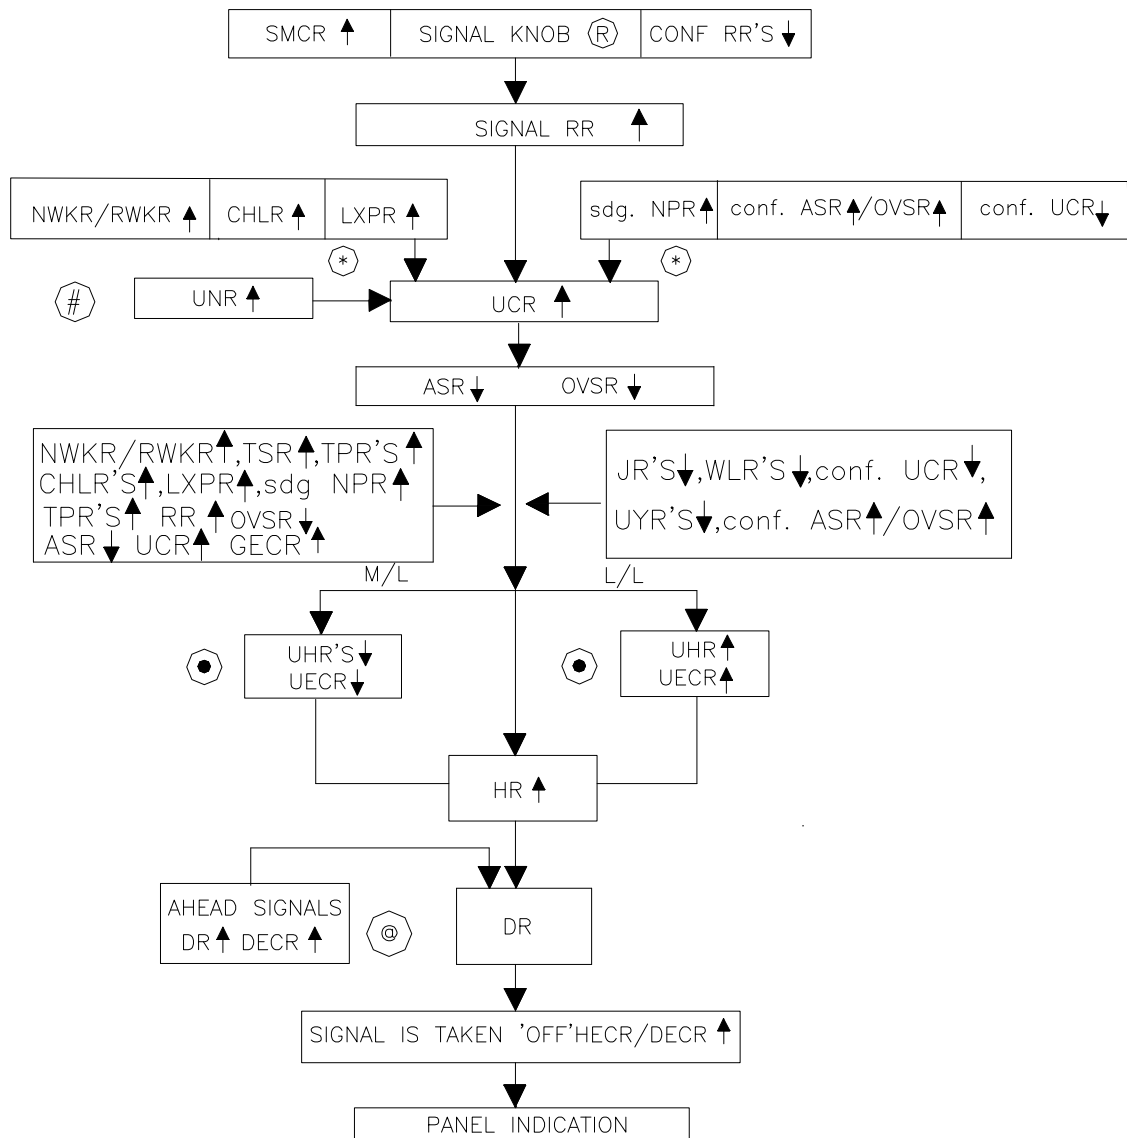 SMCR ↑ SIGNAL KNOB Ⓡ CONF RR'S ↓
SIGNAL RR ↑
NWKR/RWKR ↑ CHLR ↑ LXPR ↑
sdg. NPR ↑ conf. ASR ↑/OVSR ↑ conf. UCR ↓
*
*
#
UNR ↑
UCR ↑
ASR ↓ OVSR ↓
NWKR/RWKR ↑,TSR ↑,TPR'S ↑
CHLR'S ↑,LXPR ↑,sdg NPR ↑
TPR'S ↑ RR ↑ OVSR ↓
ASR ↓ UCR ↑ GECR ↑
JR'S ↓,WLR'S ↓,conf. UCR ↓,
UYR'S ↓,conf. ASR ↑/OVSR ↑
M/L
L/L
UHR'S ↓
UECR ↓
UHR ↑
UECR ↑
HR ↑
AHEAD SIGNALS
DR ↑ DECR ↑
@
DR
SIGNAL IS TAKEN 'OFF'HECR/DECR ↑
PANEL INDICATION